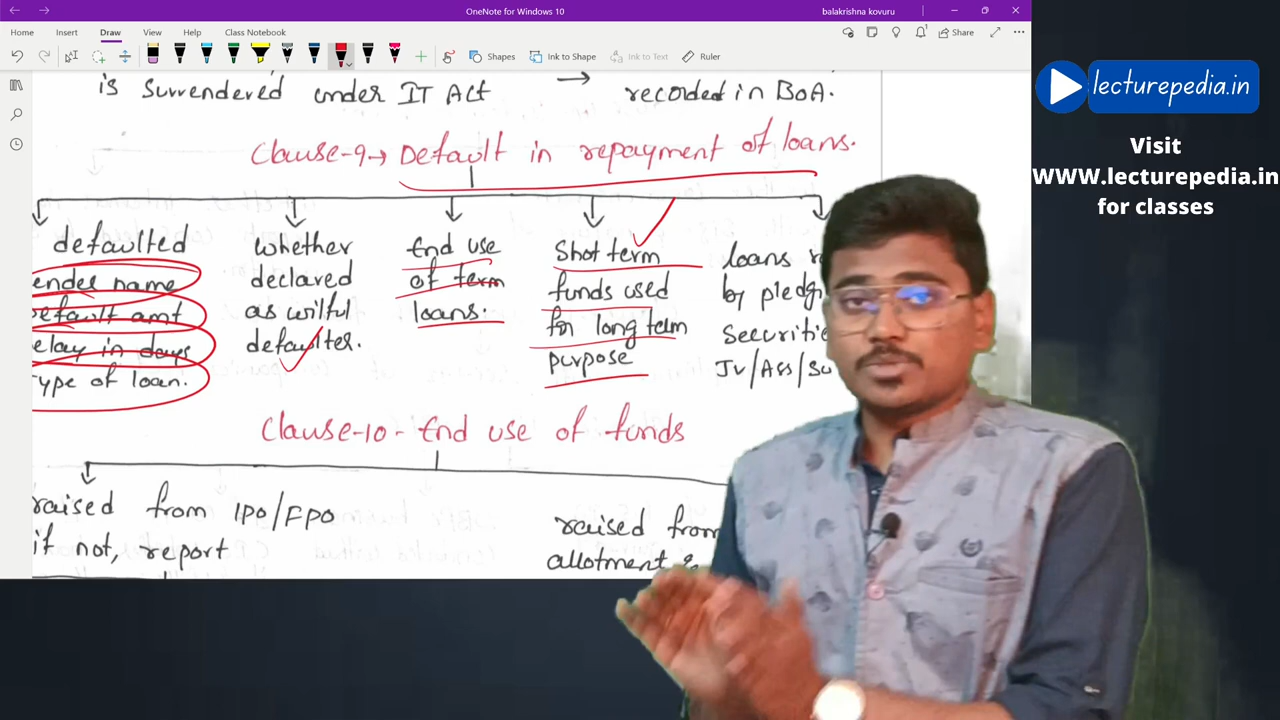 OneNote for Windows 10
balakrishna kovuru
Home Insert Draw View Help Class Notebook
Share
Shapes Ink to Shape Ink to Text Ruler
is surrendered under IT Act → recorded in BoA.
Clause-9→ Default in repayment of loans.
defaulted
ender name
efault amt
elay in days
ype of loan.
whether
declared
as wilful
defaulter.
End use
of term
loans.
Shot term
funds used
for long term
purpose
loans
by pledgi
securitie
Jv/Ass/Su
Clause-10 - End use of funds
raised from IPO/FPO
if not, report
raised from
allotment
lecturepedia.in
Visit
WWW.lecturepedia.in
for classes